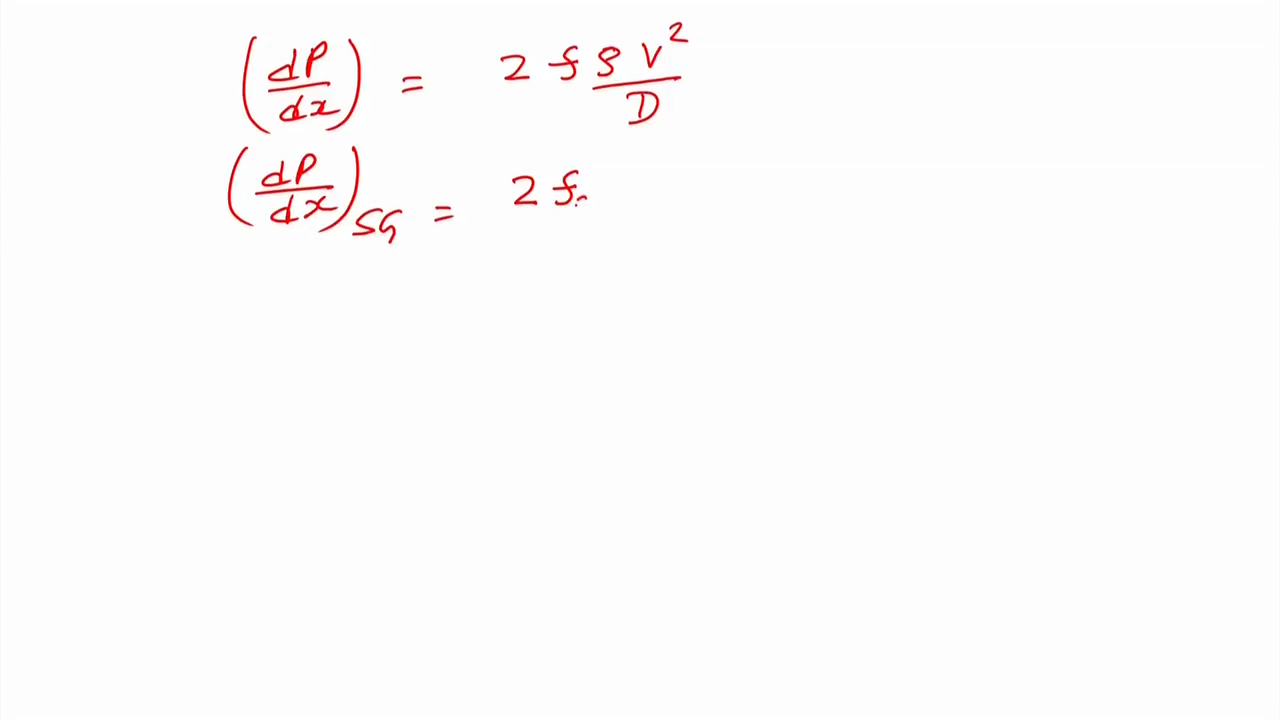 (dP/dx) = 2 f ρ V² / D
(dP/dx)SG = 2 f